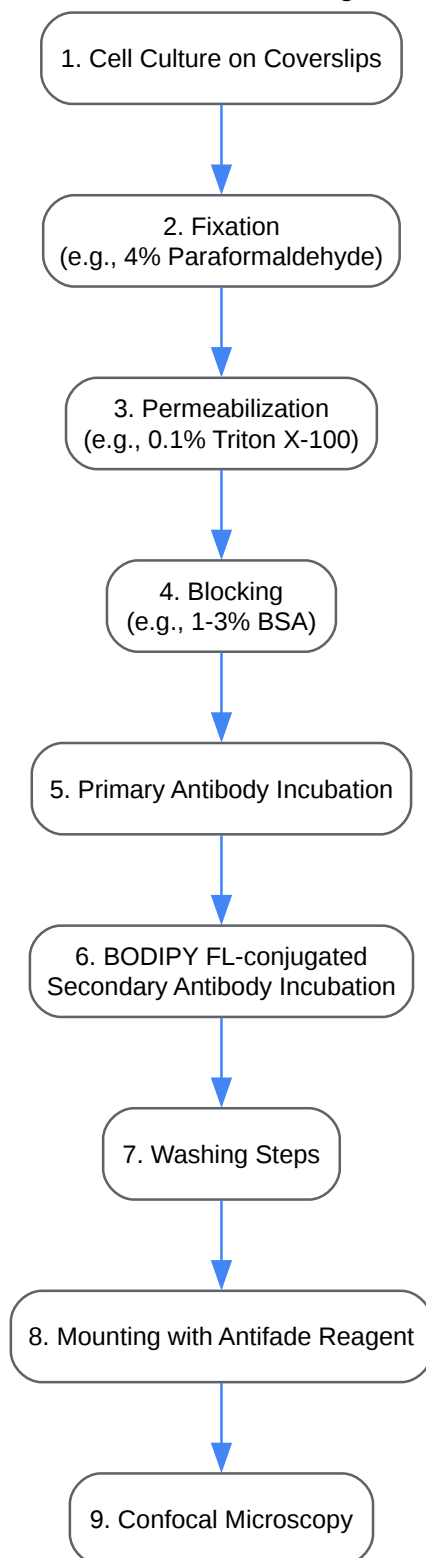 1. Cell Culture on Coverslips
2. Fixation
(e.g., 4% Paraformaldehyde)
3. Permeabilization
(e.g., 0.1% Triton X-100)
4. Blocking
(e.g., 1-3% BSA)
5. Primary Antibody Incubation
6. BODIPY FL-conjugated
Secondary Antibody Incubation
7. Washing Steps
8. Mounting with Antifade Reagent
9. Confocal Microscopy